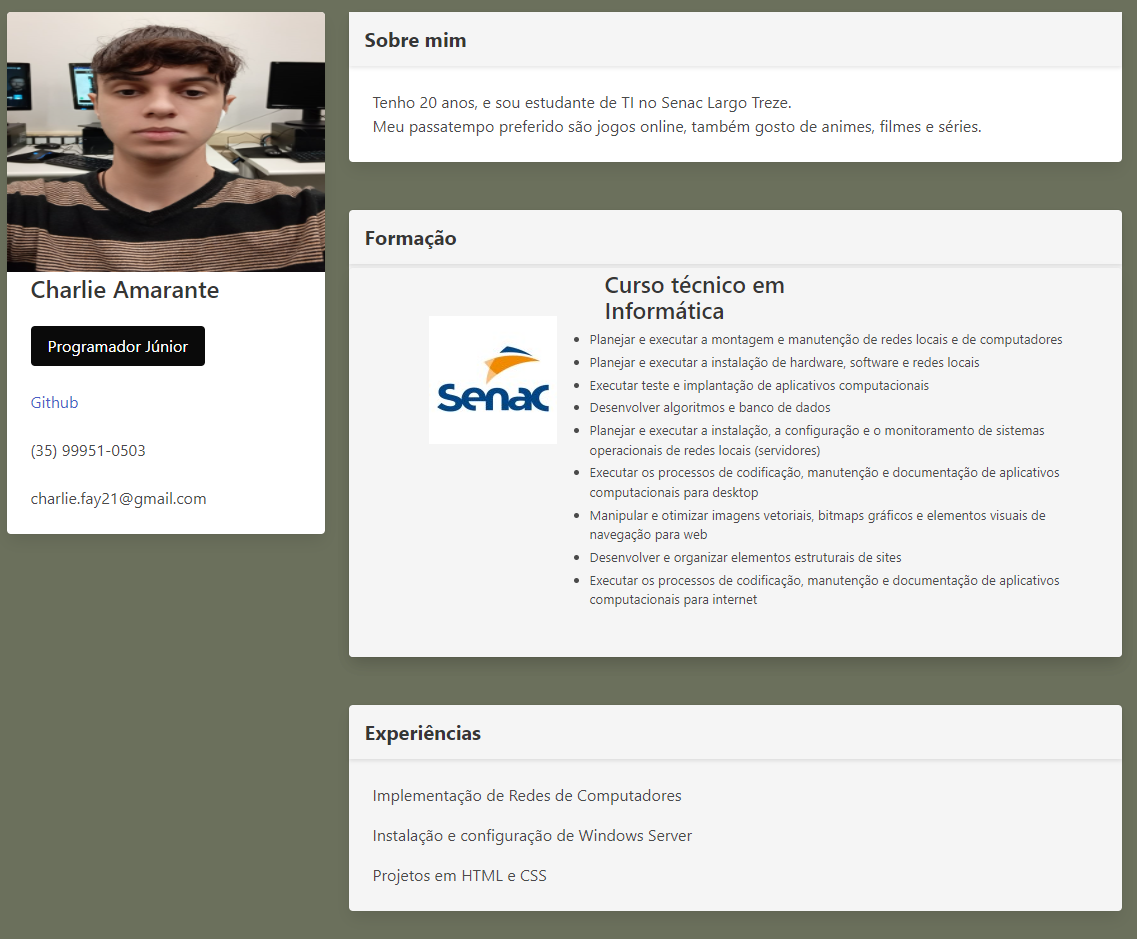 Charlie Amarante
Programador Júnior
Github
(35) 99951-0503
charlie.fay21@gmail.com
Sobre mim
Tenho 20 anos, e sou estudante de TI no Senac Largo Treze.
Meu passatempo preferido são jogos online, também gosto de animes, filmes e séries.
Formação
senac
Curso técnico em
Informática
Planejar e executar a montagem e manutenção de redes locais e de computadores
Planejar e executar a instalação de hardware, software e redes locais
Executar teste e implantação de aplicativos computacionais
Desenvolver algoritmos e banco de dados
Planejar e executar a instalação, a configuração e o monitoramento de sistemas
operacionais de redes locais (servidores)
Executar os processos de codificação, manutenção e documentação de aplicativos
computacionais para desktop
Manipular e otimizar imagens vetoriais, bitmaps gráficos e elementos visuais de
navegação para web
Desenvolver e organizar elementos estruturais de sites
Executar os processos de codificação, manutenção e documentação de aplicativos
computacionais para internet
Experiências
Implementação de Redes de Computadores
Instalação e configuração de Windows Server
Projetos em HTML e CSS